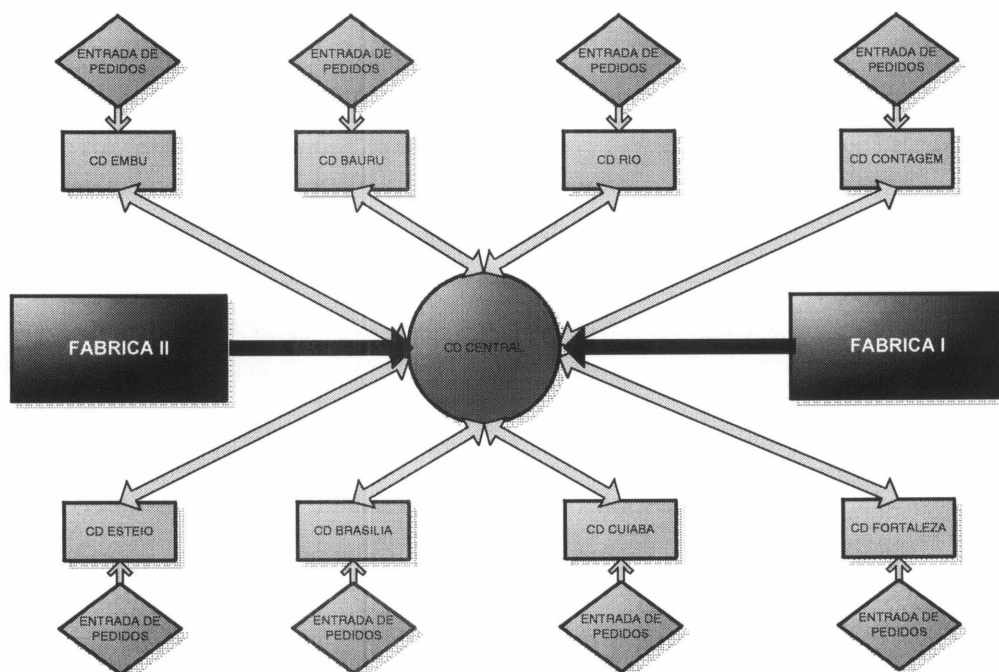 ENTRADA DE
PEDIDOS
ENTRADA DE
PEDIDOS
ENTRADA DE
PEDIDOS
ENTRADA DE
PEDIDOS
CD EMBU
CD BAURU
CD RIO
CD CONTAGEM
FABRICA II
CD CENTRAL
FABRICA I
CD ESTEIO
CD BRASILIA
CD CUIABA
CD FORTALEZA
ENTRADA DE
PEDIDOS
ENTRADA DE
PEDIDOS
ENTRADA DE
PEDIDOS
ENTRADA DE
PEDIDOS